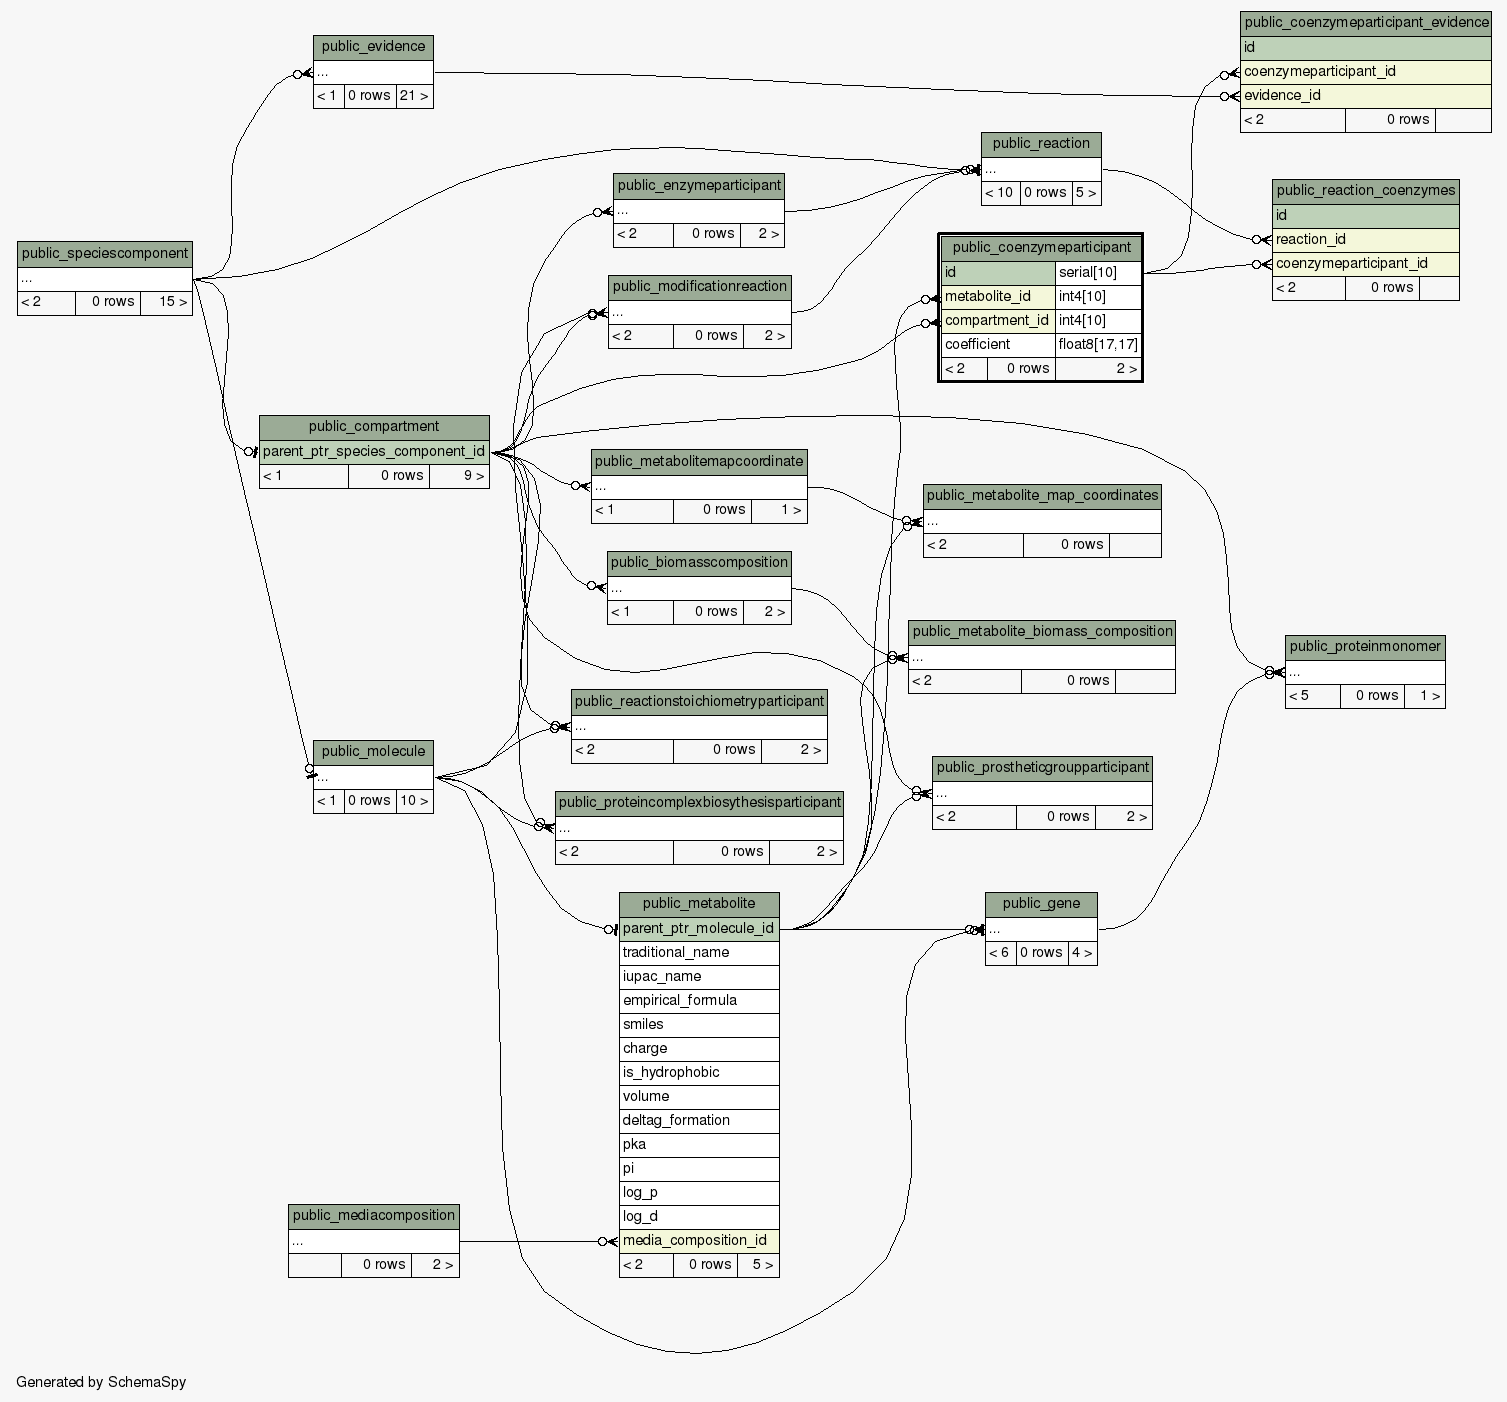 public_evidence
...
< 1 0 rows 21 >
public_coenzymeparticipant_evidence
id
coenzymeparticipant_id
evidence_id
< 2 0 rows
public_reaction
...
< 10 0 rows 5 >
public_enzymeparticipant
...
< 2 0 rows 2 >
public_reaction_coenzymes
id
reaction_id
coenzymeparticipant_id
< 2 0 rows
public_speciescomponent
...
< 2 0 rows 15 >
public_coenzymeparticipant
id serial[10]
metabolite_id int4[10]
compartment_id int4[10]
coefficient float8[17,17]
< 2 0 rows 2 >
public_modificationreaction
...
< 2 0 rows 2 >
public_compartment
parent_ptr_species_component_id
< 1 0 rows 9 >
public_metabolitemapcoordinate
...
< 1 0 rows 1 >
public_metabolite_map_coordinates
...
< 2 0 rows
public_biomasscomposition
...
< 1 0 rows 2 >
public_metabolite_biomass_composition
...
< 2 0 rows
public_proteinmonomer
...
< 5 0 rows 1 >
public_reactionstoichiometryparticipant
...
< 2 0 rows 2 >
public_molecule
...
< 1 0 rows 10 >
public_prostheticgroupparticipant
...
< 2 0 rows 2 >
public_proteincomplexbiosythesisparticipant
...
< 2 0 rows 2 >
public_metabolite
parent_ptr_molecule_id
traditional_name
iupac_name
empirical_formula
smiles
charge
is_hydrophobic
volume
deltag_formation
pka
pi
log_p
log_d
media_composition_id
< 2 0 rows 5 >
public_gene
...
< 6 0 rows 4 >
public_mediacomposition
...
0 rows 2 >
Generated by SchemaSpy